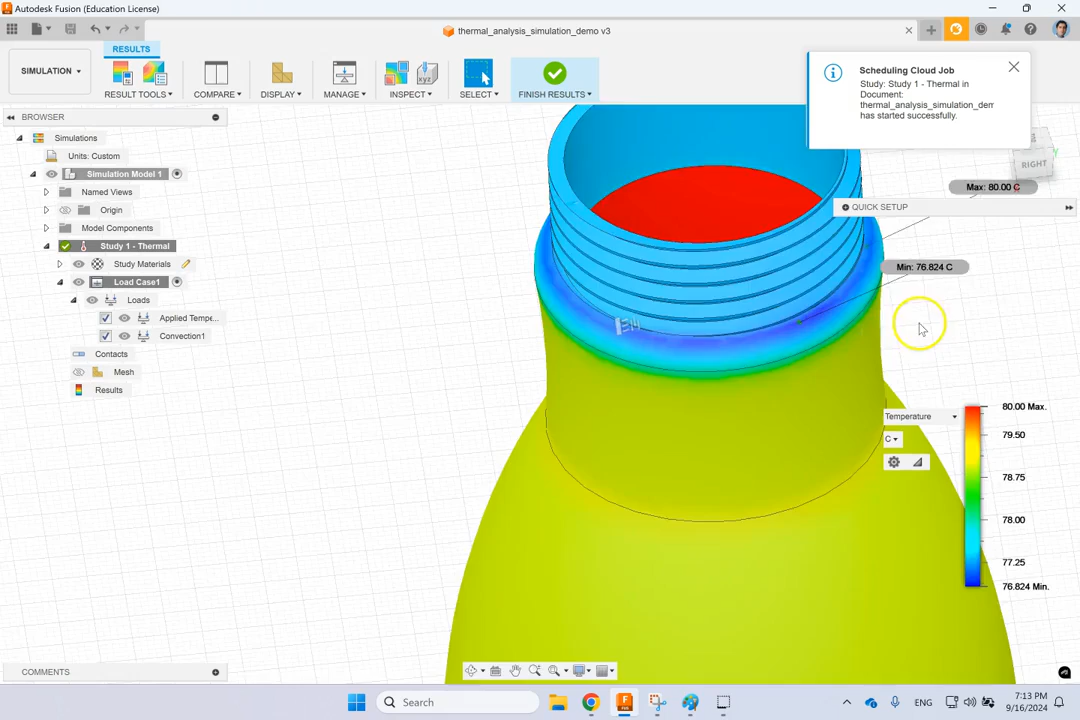 Autodesk Fusion (Education License)
thermal_analysis_simulation_demo v3
RESULTS
SIMULATION
RESULT TOOLS
COMPARE
DISPLAY
MANAGE
INSPECT
SELECT
FINISH RESULTS
Scheduling Cloud Job
Study: Study 1 - Thermal in
Document:
thermal_analysis_simulation_dem
has started successfully.
RIGHT
Max: 80.00 C
QUICK SETUP
Min: 76.824 C
BROWSER
Simulations
Units: Custom
Simulation Model 1
Named Views
Origin
Model Components
Study 1 - Thermal
Study Materials
Load Case1
Loads
Applied Tempe...
Convection1
Contacts
Mesh
Results
Temperature
C
80.00 Max.
79.50
78.75
78.00
77.25
76.824 Min.
COMMENTS
Search
ENG
7:13 PM
9/16/2024